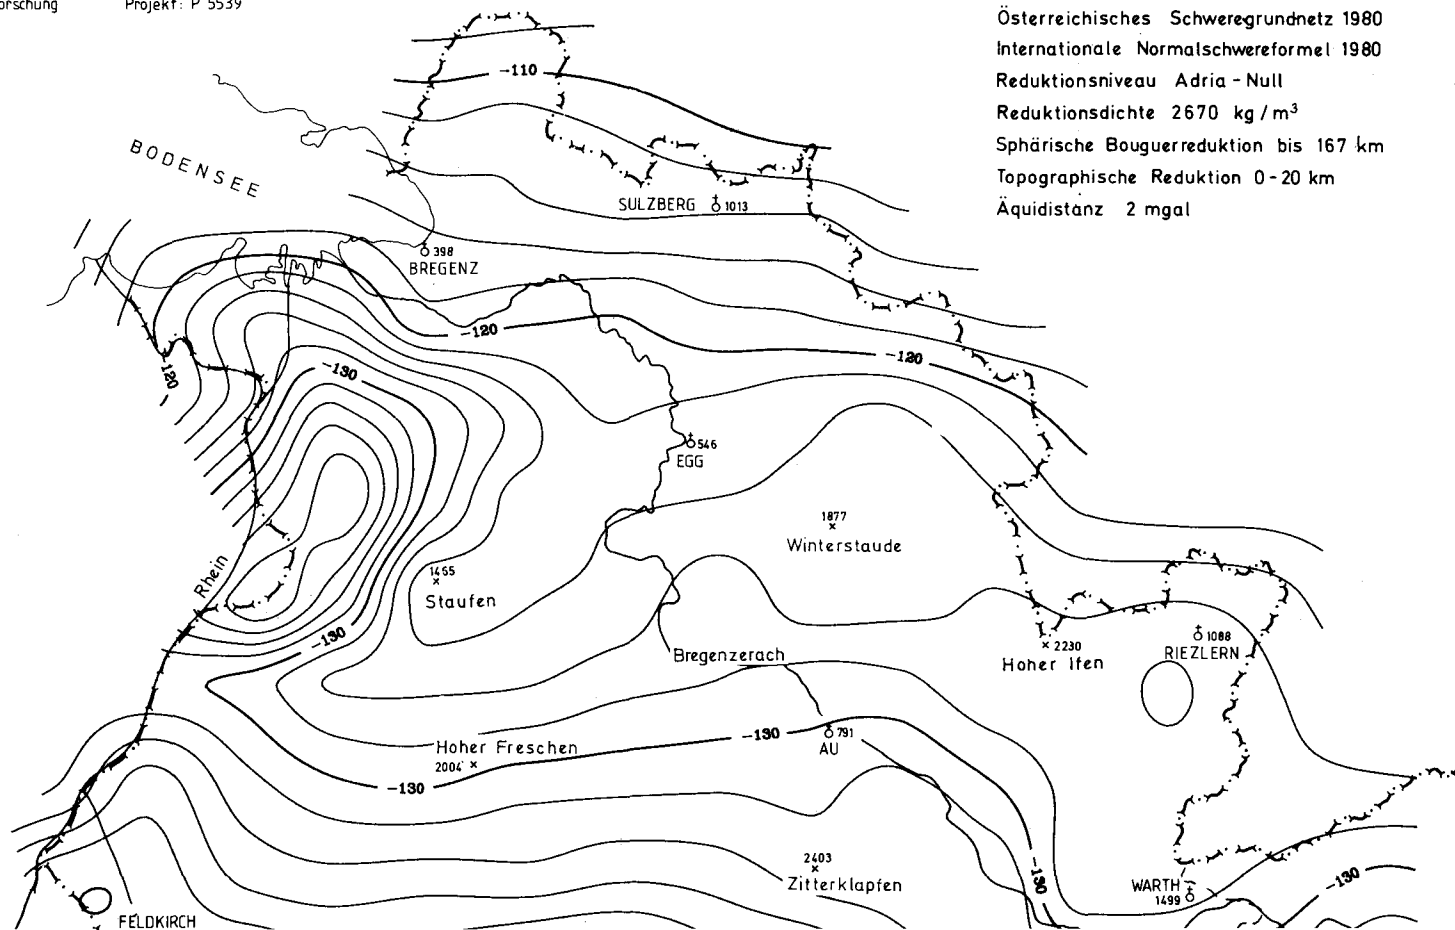 Projekt: P 5539
Österreichisches Schweregrundnetz 1980
Internationale Normalschwereformel 1980
Reduktionsniveau Adria - Null
Reduktionsdichte 2670 kg / m³
Sphärische Bouguerreduktion bis 167 km
Topographische Reduktion 0 - 20 km
Äquidistanz 2 mgal
-110
BODENSEE
SULZBERG 1013
398
BREGENZ
-120
-120
-120
-130
546
EGG
1877
Winterstaude
Rhein
1465
Staufen
-130
Bregenzerach
2230
Hoher Ifen
1088
RIEZLERN
Hoher Freschen
2004
-130
791
AU
-130
2403
Zitterklapfen
-130
WARTH
1499
-130
FELDKIRCH